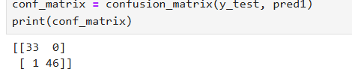 conf_matrix = confusion_matrix(y_test, pred1)
print(conf_matrix)
[[33  0]
 [ 1 46]]